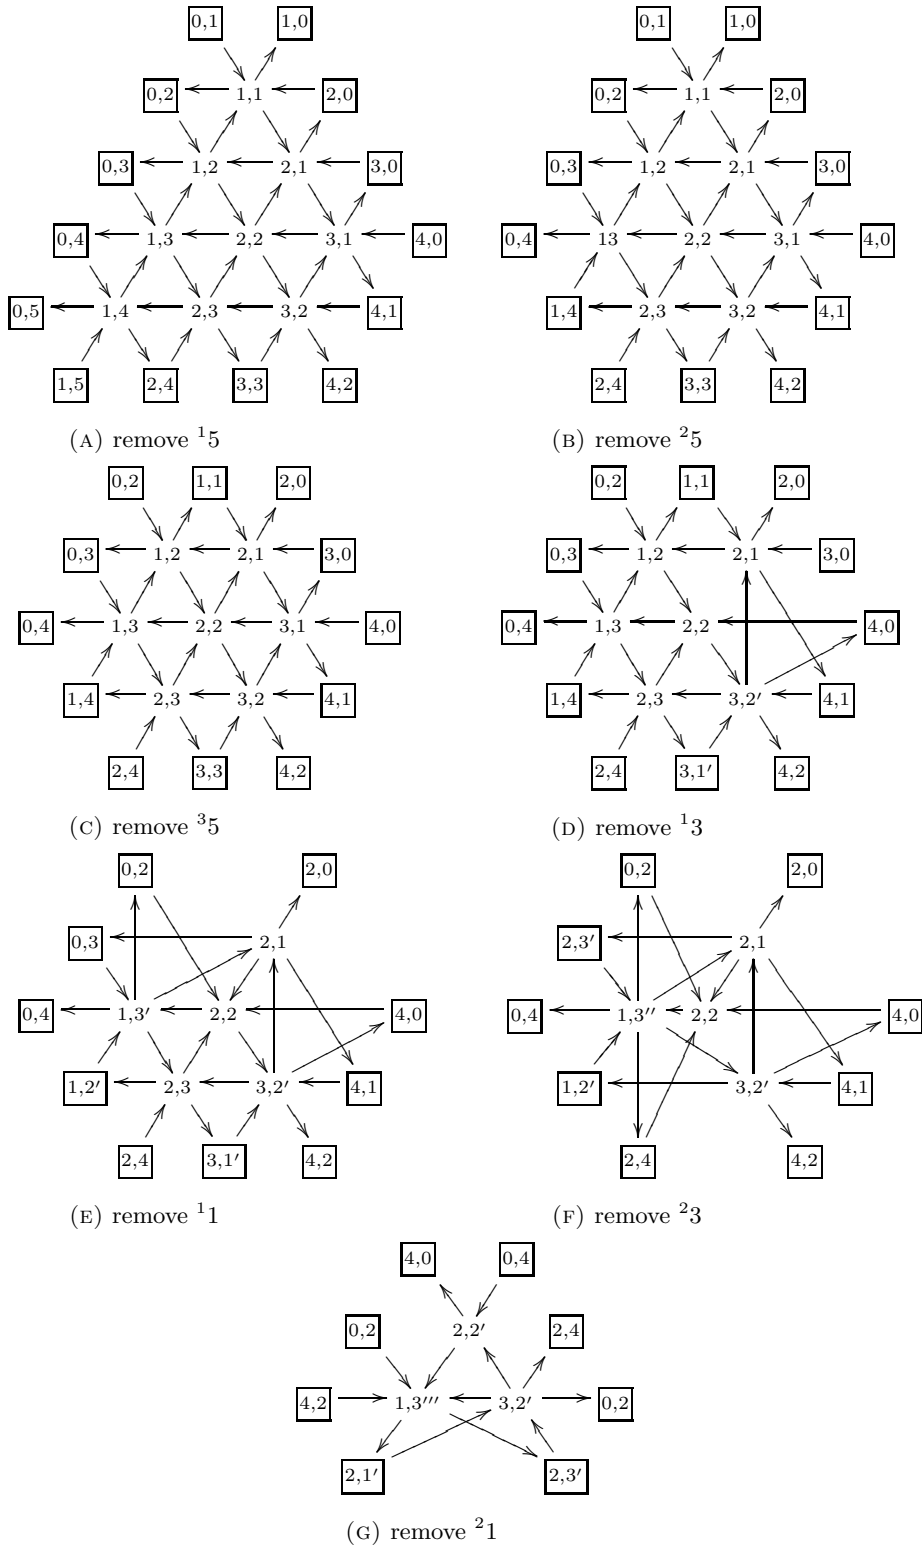 0,1 1,0 0,1 1,0
0,2 1,1 2,0 0,2 1,1 2,0
0,3 1,2 2,1 3,0 0,3 1,2 2,1 3,0
0,4 1,3 2,2 3,1 4,0 0,4 13 2,2 3,1 4,0
0,5 1,4 2,3 3,2 4,1 1,4 2,3 3,2 4,1
1,5 2,4 3,3 4,2 2,4 3,3 4,2
(A) remove ¹5 (B) remove ²5
0,2 1,1 2,0 0,2 1,1 2,0
0,3 1,2 2,1 3,0 0,3 1,2 2,1 3,0
0,4 1,3 2,2 3,1 4,0 0,4 1,3 2,2 4,0
1,4 2,3 3,2 4,1 1,4 2,3 3,2′ 4,1
2,4 3,3 4,2 2,4 3,1′ 4,2
(C) remove ³5 (D) remove ¹3
0,2 2,0 0,2 2,0
0,3 2,1 2,3′ 2,1
0,4 1,3′ 2,2 4,0 0,4 1,3′′ 2,2 4,0
1,2′ 2,3 3,2′ 4,1 1,2′ 3,2′ 4,1
2,4 3,1′ 4,2 2,4 4,2
(E) remove ¹1 (F) remove ²3
4,0 0,4
0,2 2,2′ 2,4
4,2 1,3′′′ 3,2′ 0,2
2,1′ 2,3′
(G) remove ²1